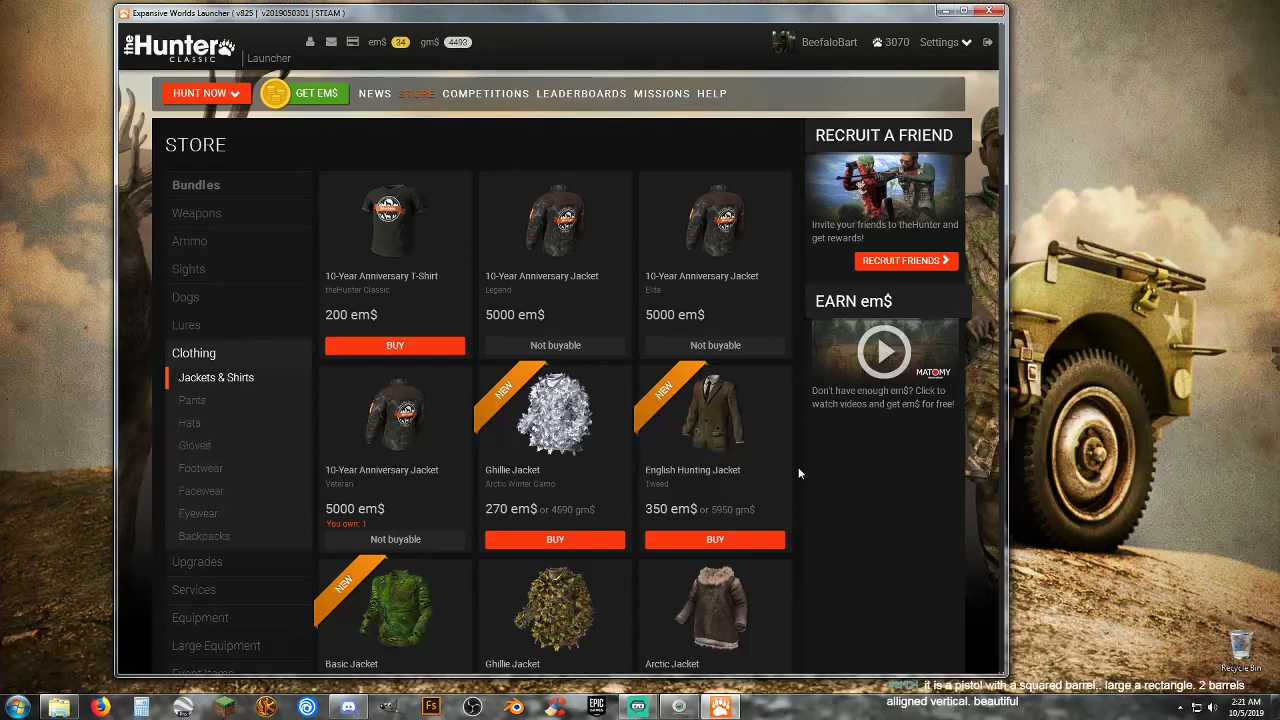 Expansive Worlds Launcher ( v825 | v2019050301 | STEAM )
theHunter CLASSIC Launcher em$ 34 gm$ 4493 BeefaloBart 3070 Settings
HUNT NOW GET EM$ NEWS STORE COMPETITIONS LEADERBOARDS MISSIONS HELP
STORE
Bundles
Weapons
Ammo
Sights
Dogs
Lures
Clothing
Jackets & Shirts
Pants
Hats
Gloves
Footwear
Facewear
Eyewear
Backpacks
Upgrades
Services
Equipment
Large Equipment
Event Items
10-Year Anniversary T-Shirt
theHunter Classic
200 em$
BUY
10-Year Anniversary Jacket
Legend
5000 em$
Not buyable
10-Year Anniversary Jacket
Elite
5000 em$
Not buyable
10-Year Anniversary Jacket
Veteran
5000 em$
You own: 1
Not buyable
NEW
Ghillie Jacket
Arctic Winter Camo
270 em$ or 4590 gm$
BUY
NEW
English Hunting Jacket
Tweed
350 em$ or 5950 gm$
BUY
NEW
Basic Jacket
Ghillie Jacket
Arctic Jacket
RECRUIT A FRIEND
Invite your friends to theHunter and
get rewards!
RECRUIT FRIENDS
EARN em$
MATOMY
Don't have enough em$? Click to
watch videos and get em$ for free!
Recycle Bin
it is a pistol with a squared barrel.. large a rectangle. 2 barrels
alligned vertical. beautiful
Pro
Fs
EPIC
GAMES
2:21 AM
10/5/2019